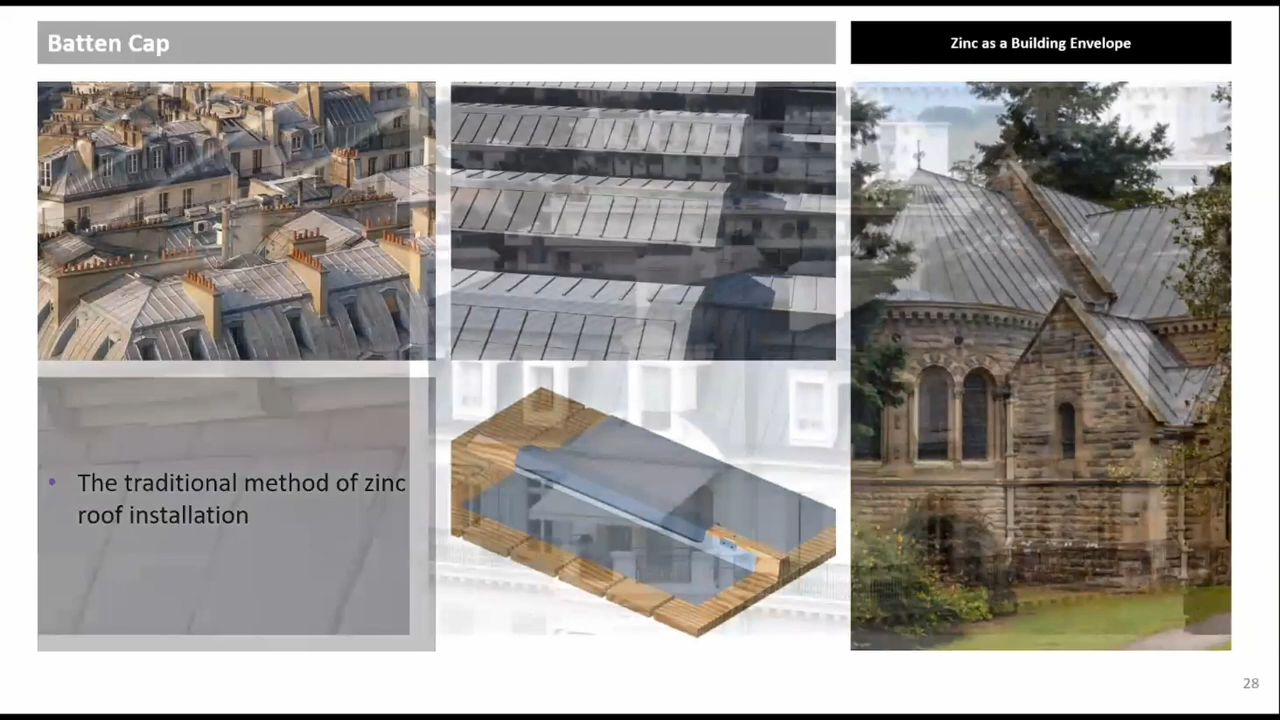 Batten Cap
Zinc as a Building Envelope
• The traditional method of zinc
roof installation
28